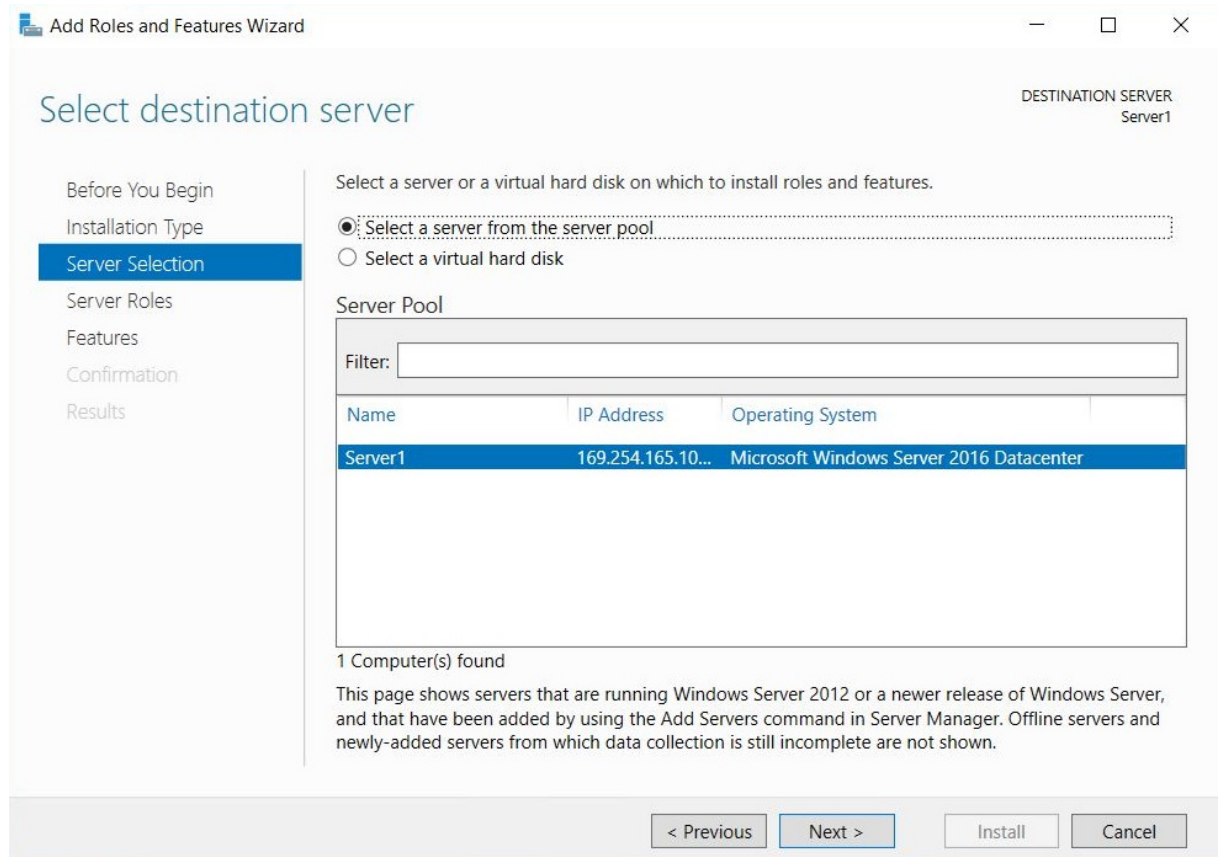 Add Roles and Features Wizard
Select destination server
DESTINATION SERVER
Server1
Before You Begin
Installation Type
Server Selection
Server Roles
Features
Confirmation
Results
Select a server or a virtual hard disk on which to install roles and features.
Select a server from the server pool
Select a virtual hard disk
Server Pool
Filter:
Name IP Address Operating System
Server1 169.254.165.10... Microsoft Windows Server 2016 Datacenter
1 Computer(s) found
This page shows servers that are running Windows Server 2012 or a newer release of Windows Server,
and that have been added by using the Add Servers command in Server Manager. Offline servers and
newly-added servers from which data collection is still incomplete are not shown.
< Previous Next > Install Cancel